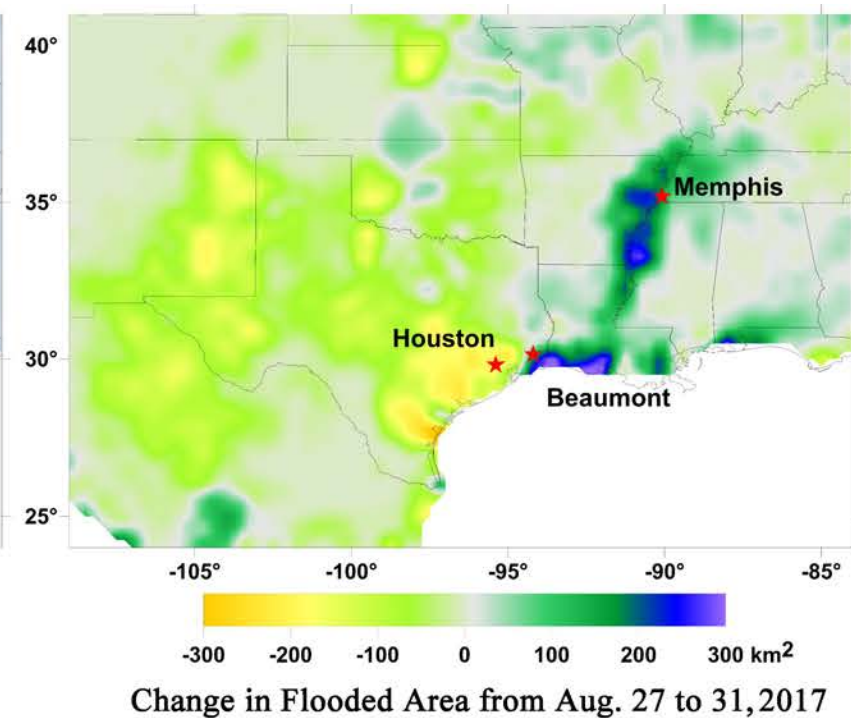 40°
Memphis
35°
Houston
30°
Beaumont
25°
-105° -100° -95° -90° -85°
-300 -200 -100 0 100 200 300 km²
Change in Flooded Area from Aug. 27 to 31, 2017